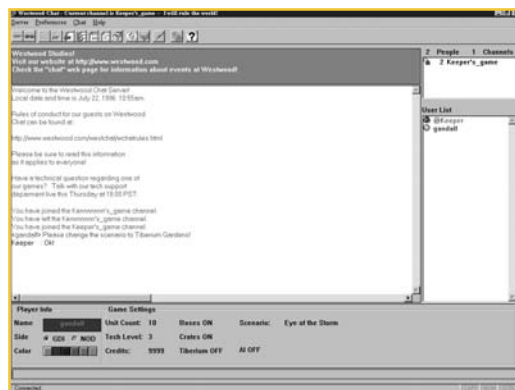 Westwood Chat - Current channel is Keeper's_game -- I will rule the world!
Server Preferences Chat Help
Westwood Studios!
Visit our website at http://www.westwood.com
Check the "chat" web page for information about events at Westwood!
2 People 1 Channels
2 Keeper's_game
Welcome to the Westwood Chat Server!
Local date and time is July 22, 1996, 10:55am
Rules of conduct for our guests on Westwood
Chat can be found at:
http://www.westwood.com/westchat/wchatrules.html
Please be sure to read this information
as it applies to everyone!
Have a technical question regarding one of
our games? Talk with our tech support
department live this Thursday at 18:00 PST.
You have joined the channel
You have left the channel
You have joined the Keeper's_game channel
<gandalf> Please change the scenario to Tiberium Gardens!
Keeper Ok!
User List
@Keeper
gandalf
Player Info
Game Settings
Name gandalf Unit Count: 10 Bases ON Scenario: Eye of the Storm
Side GDI NOD Tech Level: 3 Crates ON
Color Credits: 9999 Tiberium OFF AI OFF
Connected